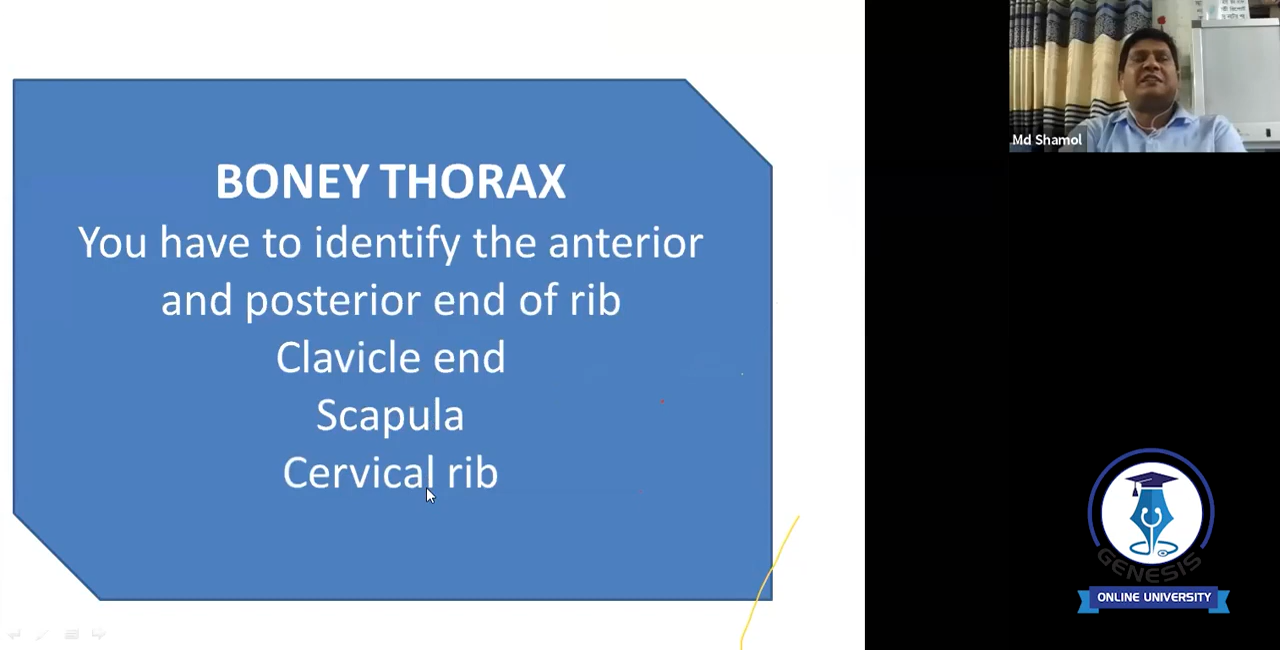 BONEY THORAX
You have to identify the anterior
and posterior end of rib
Clavicle end
Scapula
Cervical rib
Md Shamol
GENESIS
ONLINE UNIVERSITY